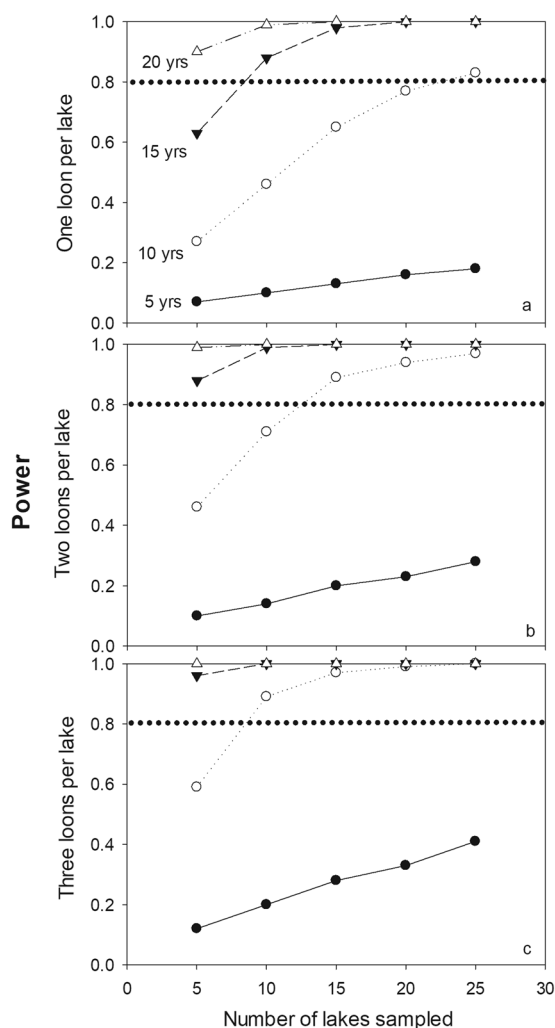 Power
One loon per lake
1.0
0.8
0.6
0.4
0.2
0.0
20 yrs
15 yrs
10 yrs
5 yrs
a
Two loons per lake
1.0
0.8
0.6
0.4
0.2
0.0
b
Three loons per lake
1.0
0.8
0.6
0.4
0.2
0.0
c
0 5 10 15 20 25 30
Number of lakes sampled